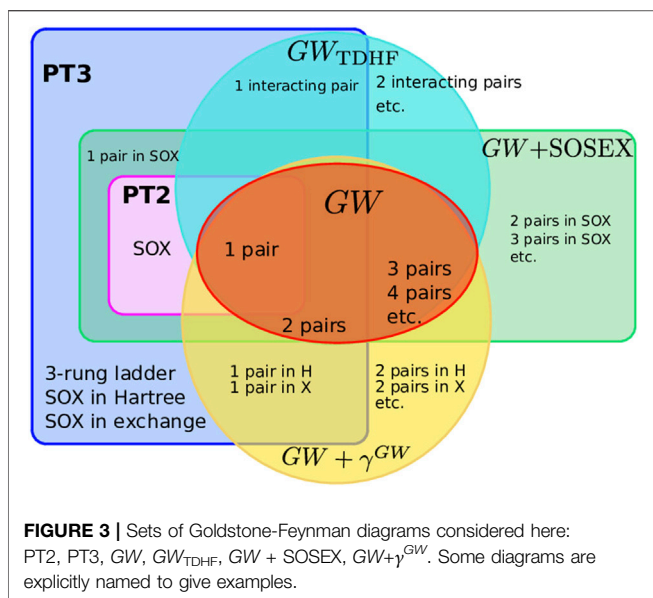 GW_TDHF
PT3
1 interacting pair
2 interacting pairs
etc.
1 pair in SOX
GW+SOSEX
PT2
GW
SOX
1 pair
2 pairs in SOX
3 pairs in SOX
etc.
3 pairs
4 pairs
etc.
2 pairs
3-rung ladder
SOX in Hartree
SOX in exchange
1 pair in H
1 pair in X
2 pairs in H
2 pairs in X
etc.
GW + γ^GW
FIGURE 3 | Sets of Goldstone-Feynman diagrams considered here:
PT2, PT3, GW, GW_TDHF, GW + SOSEX, GW+γ^GW. Some diagrams are
explicitly named to give examples.